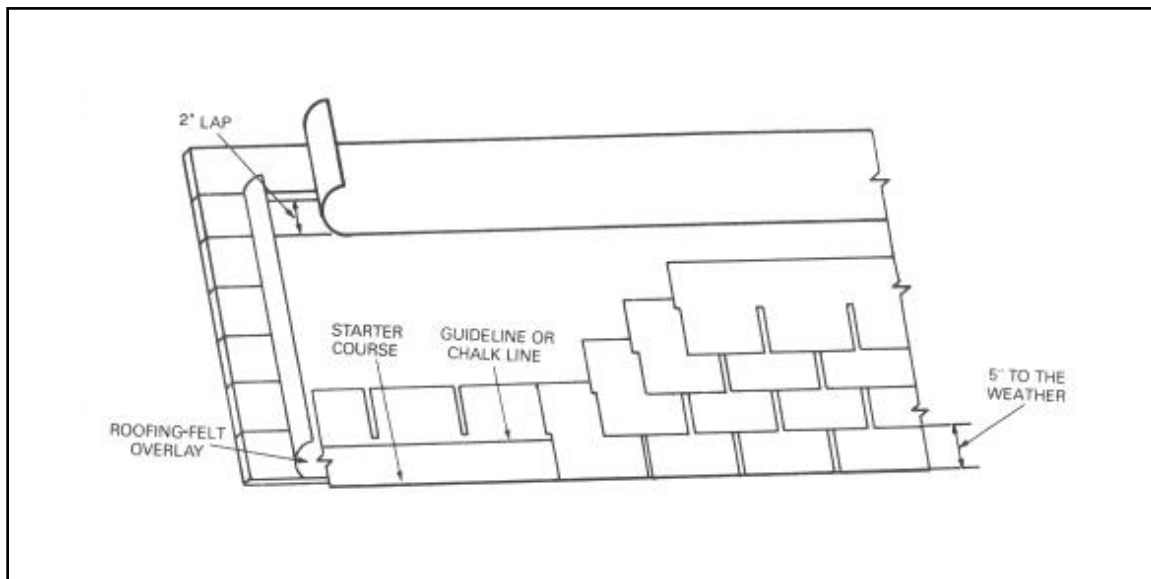 2" LAP
STARTER
COURSE
GUIDELINE OR
CHALK LINE
5" TO THE
WEATHER
ROOFING-FELT
OVERLAY